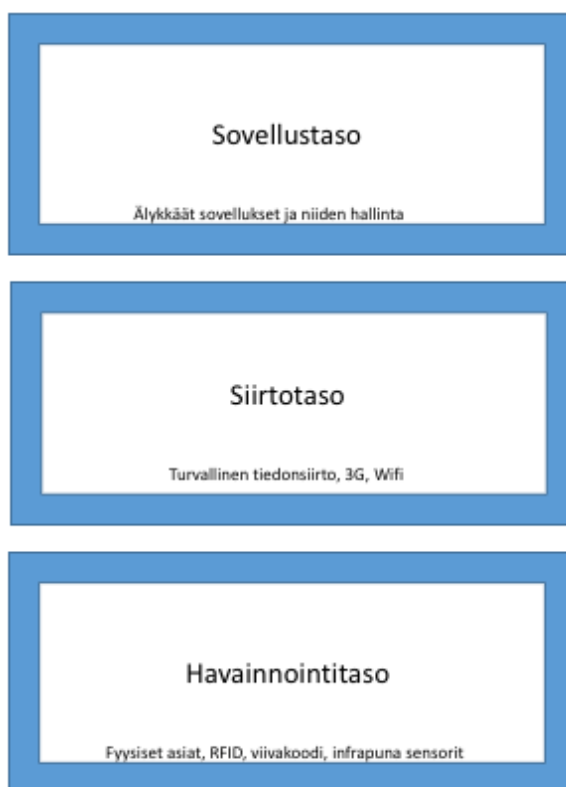 Sovellustaso
Älykkäät sovellukset ja niiden hallinta
Siirtotaso
Turvallinen tiedonsiirto, 3G, Wifi
Havainnointitaso
Fyysiset asiat, RFID, viivakoodi, infrapuna sensorit